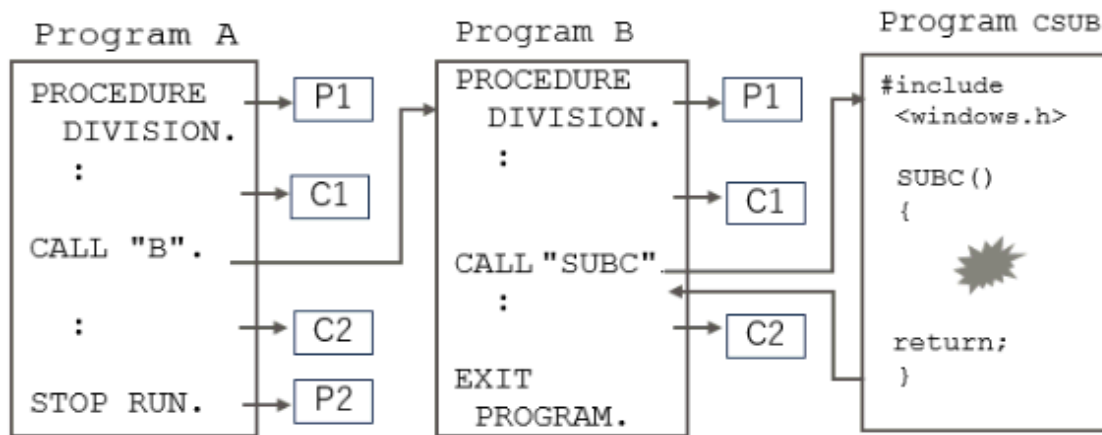 Program A
PROCEDURE
DIVISION.
:
CALL "B".
:
STOP RUN.
P1
C1
C2
P2
Program B
PROCEDURE
DIVISION.
:
CALL "SUBC"
:
EXIT
PROGRAM.
P1
C1
C2
Program CSUB
#include
<windows.h>
SUBC()
{
return;
}